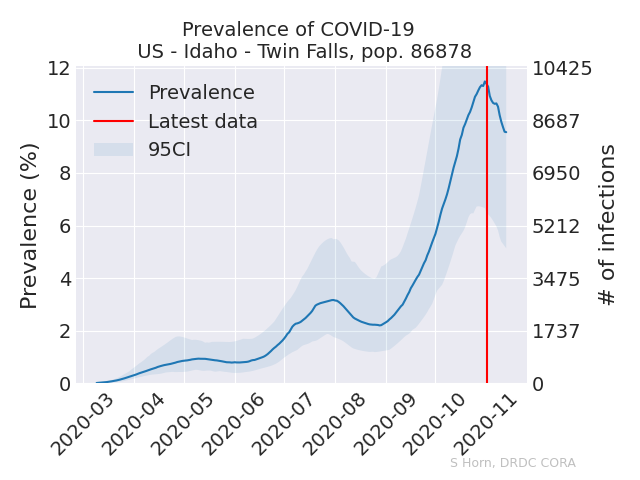 Prevalence of COVID-19
US - Idaho - Twin Falls, pop. 86878
Prevalence
Latest data
95CI
Prevalence (%)
12
10
8
6
4
2
0
10425
8687
6950
5212
3475
1737
0
# of infections
2020-03
2020-04
2020-05
2020-06
2020-07
2020-08
2020-09
2020-10
2020-11
S Horn, DRDC CORA